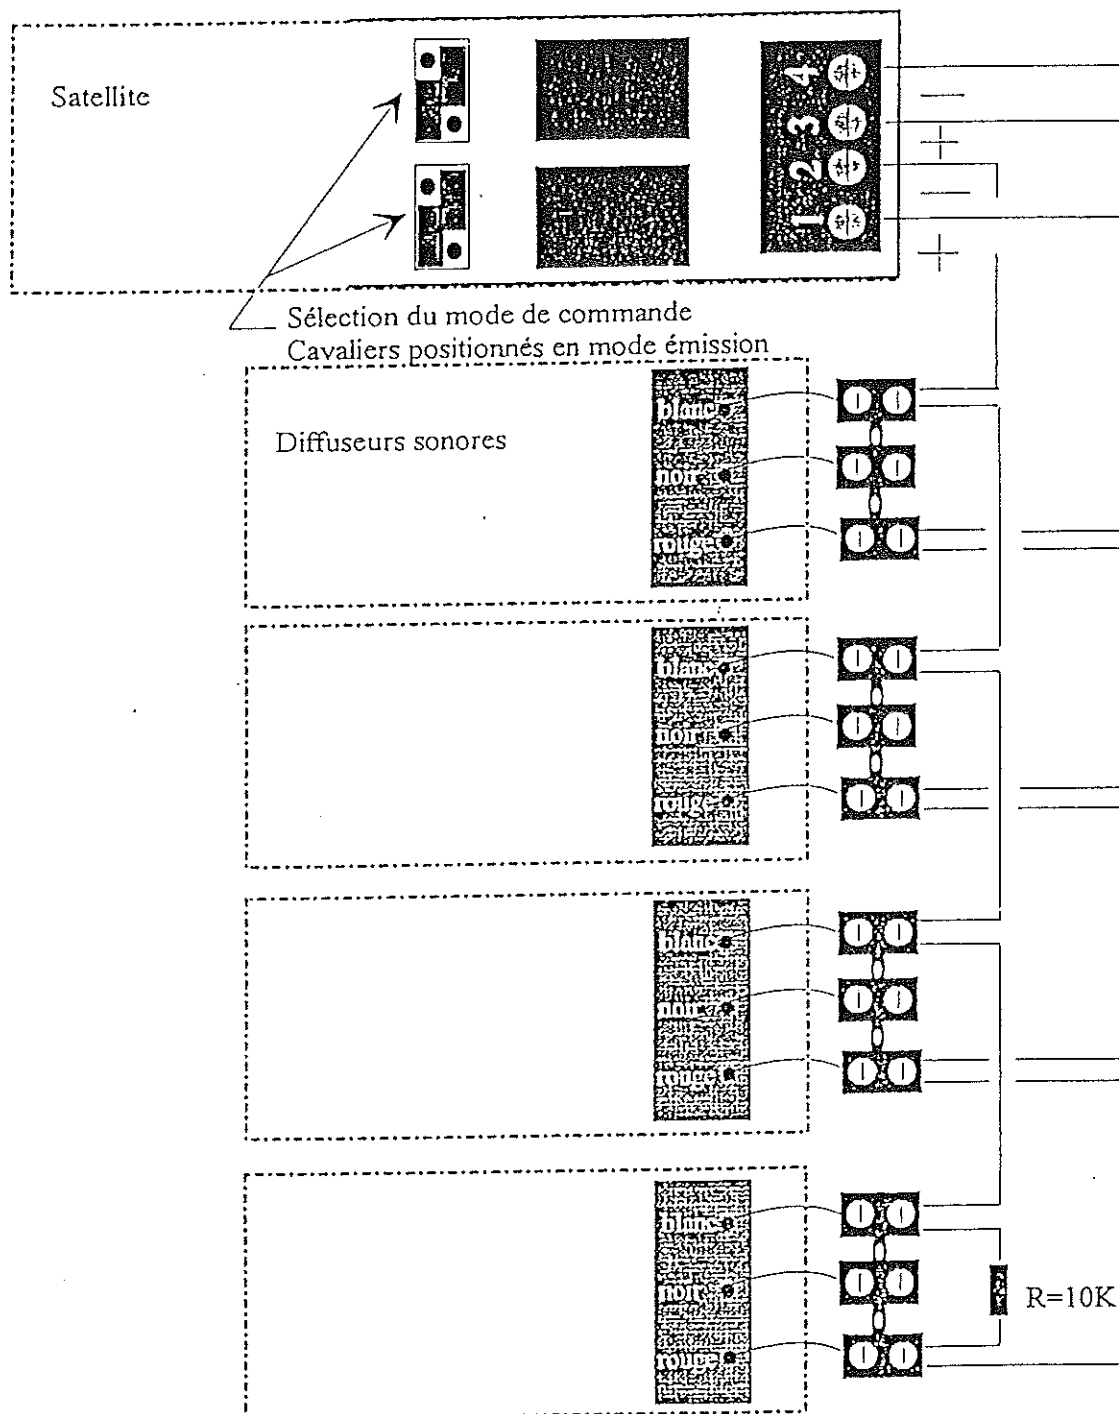 Satellite
4
3
2
1
−
+
−
+
Sélection du mode de commande
Cavaliers positionnés en mode émission
Diffuseurs sonores
blanc
noir
rouge
blanc
noir
rouge
blanc
noir
rouge
blanc
noir
rouge
R=10K